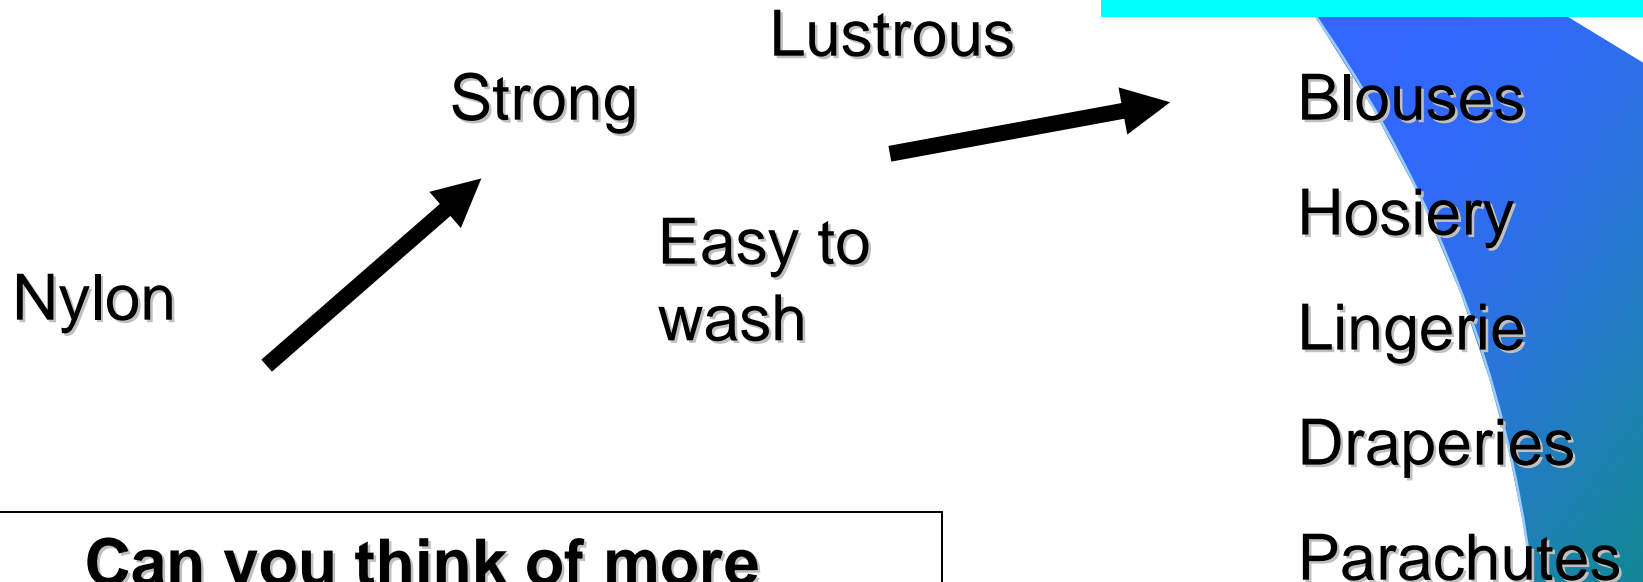 Lustrous
Strong
Blouses
Hosiery
Easy to
wash
Nylon
Lingerie
Draperies
Can you think of more
Parachutes